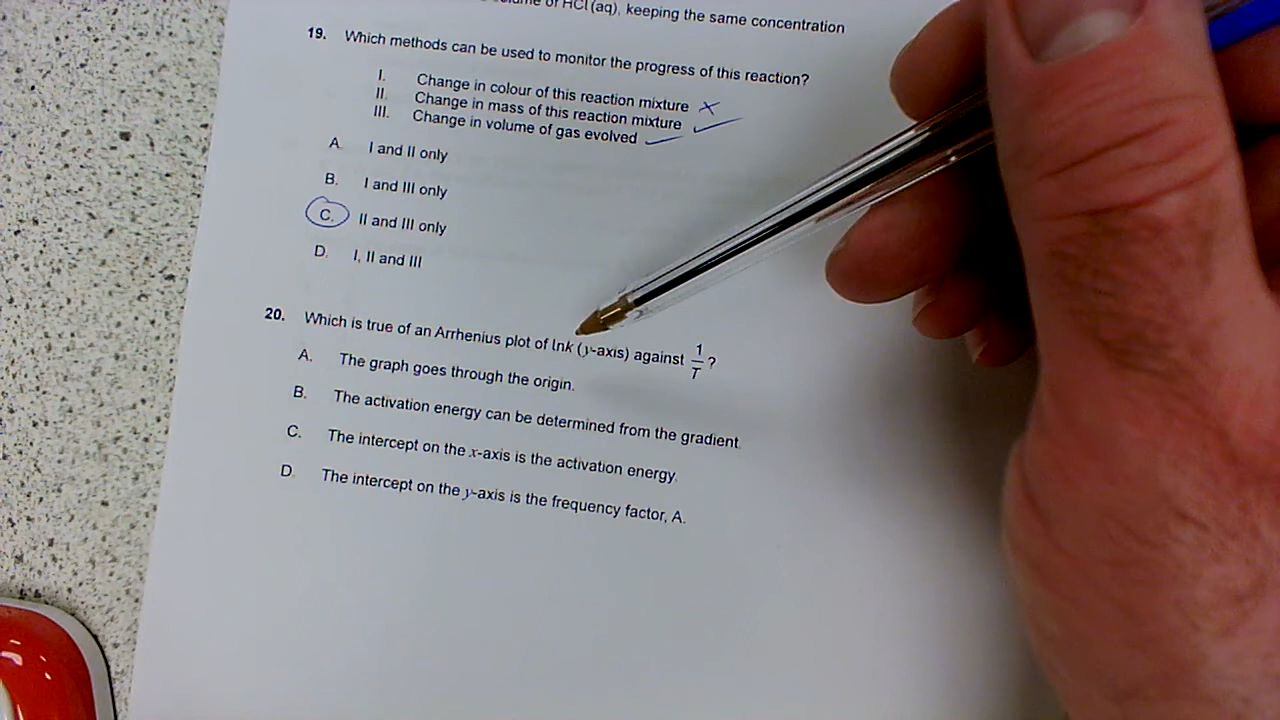 of HCl(aq), keeping the same concentration
19. Which methods can be used to monitor the progress of this reaction?
I. Change in colour of this reaction mixture ✗
II. Change in mass of this reaction mixture ✓
III. Change in volume of gas evolved ✓
A. I and II only
B. I and III only
C. II and III only
D. I, II and III
20. Which is true of an Arrhenius plot of lnk (y-axis) against 1/T?
A. The graph goes through the origin.
B. The activation energy can be determined from the gradient.
C. The intercept on the x-axis is the activation energy.
D. The intercept on the y-axis is the frequency factor, A.